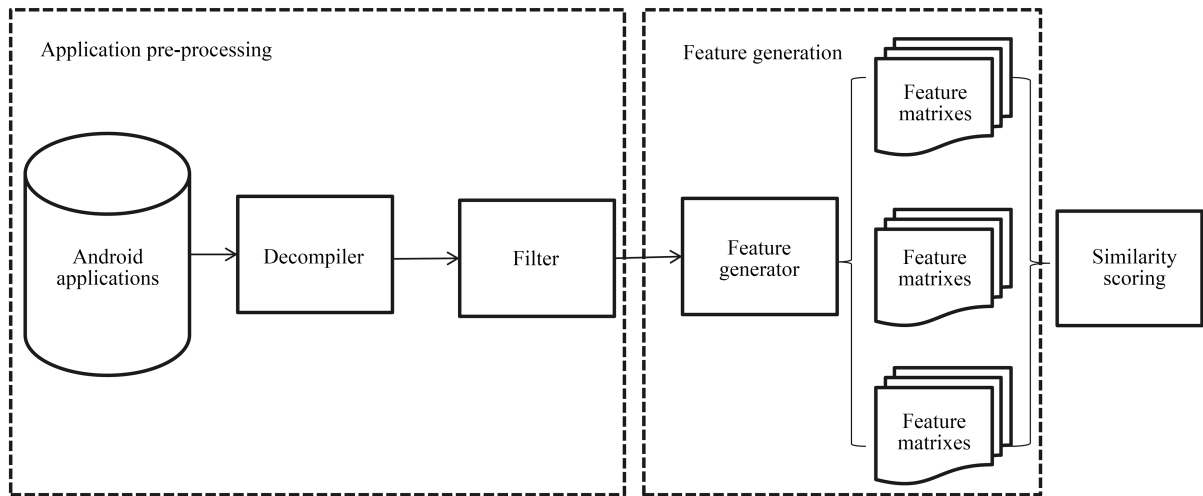 Application pre-processing
Feature generation
Android
applications
Decompiler
Filter
Feature
generator
Feature
matrixes
Feature
matrixes
Feature
matrixes
Similarity
scoring